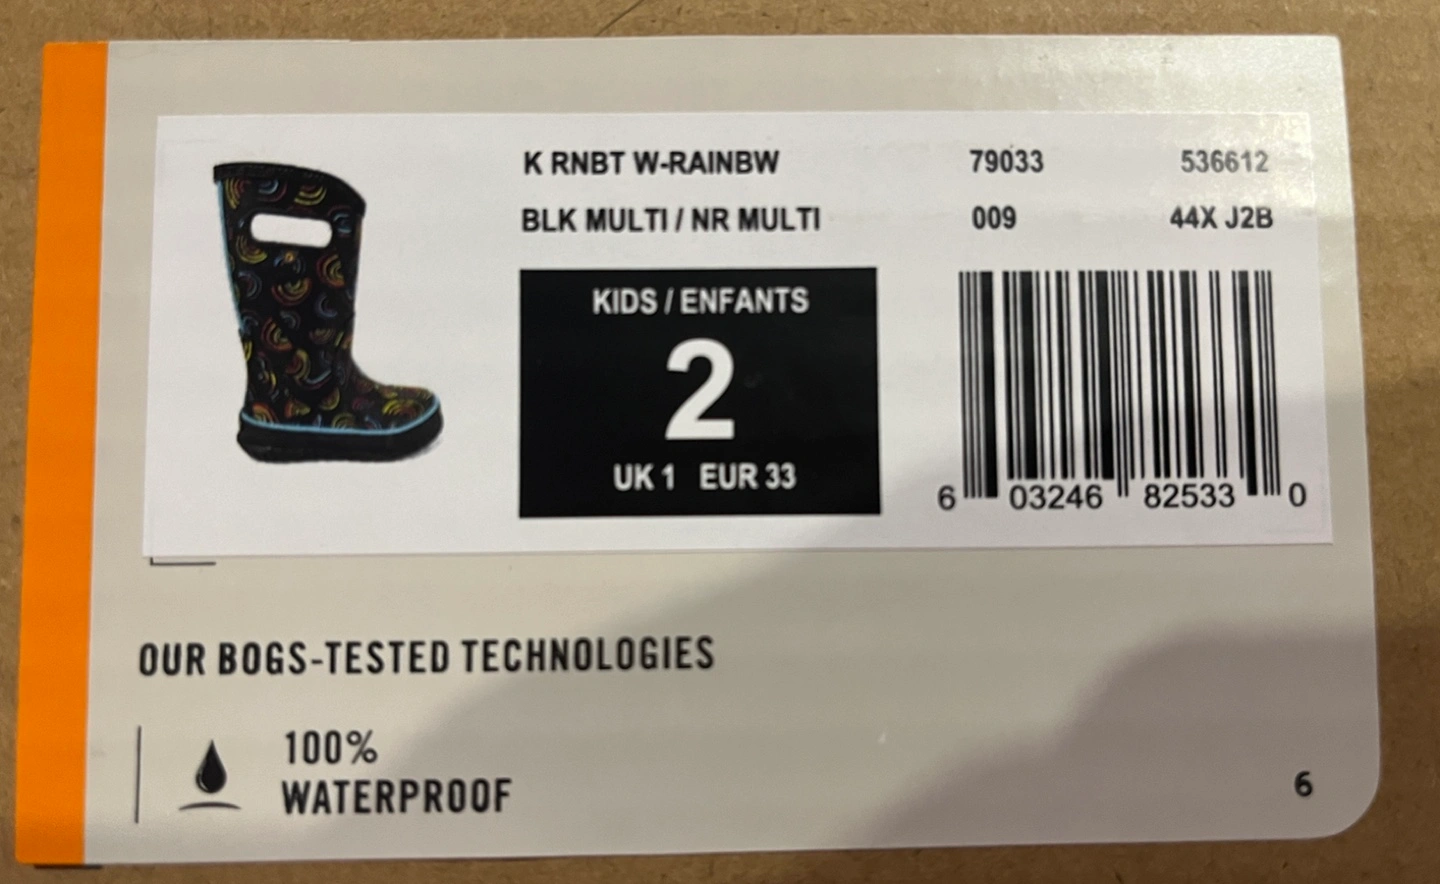 K RNBT W-RAINBW 79033 536612
BLK MULTI / NR MULTI 009 44X J2B
KIDS / ENFANTS
2
UK 1 EUR 33
6 03246 82533 0
OUR BOGS-TESTED TECHNOLOGIES
100%
WATERPROOF
6